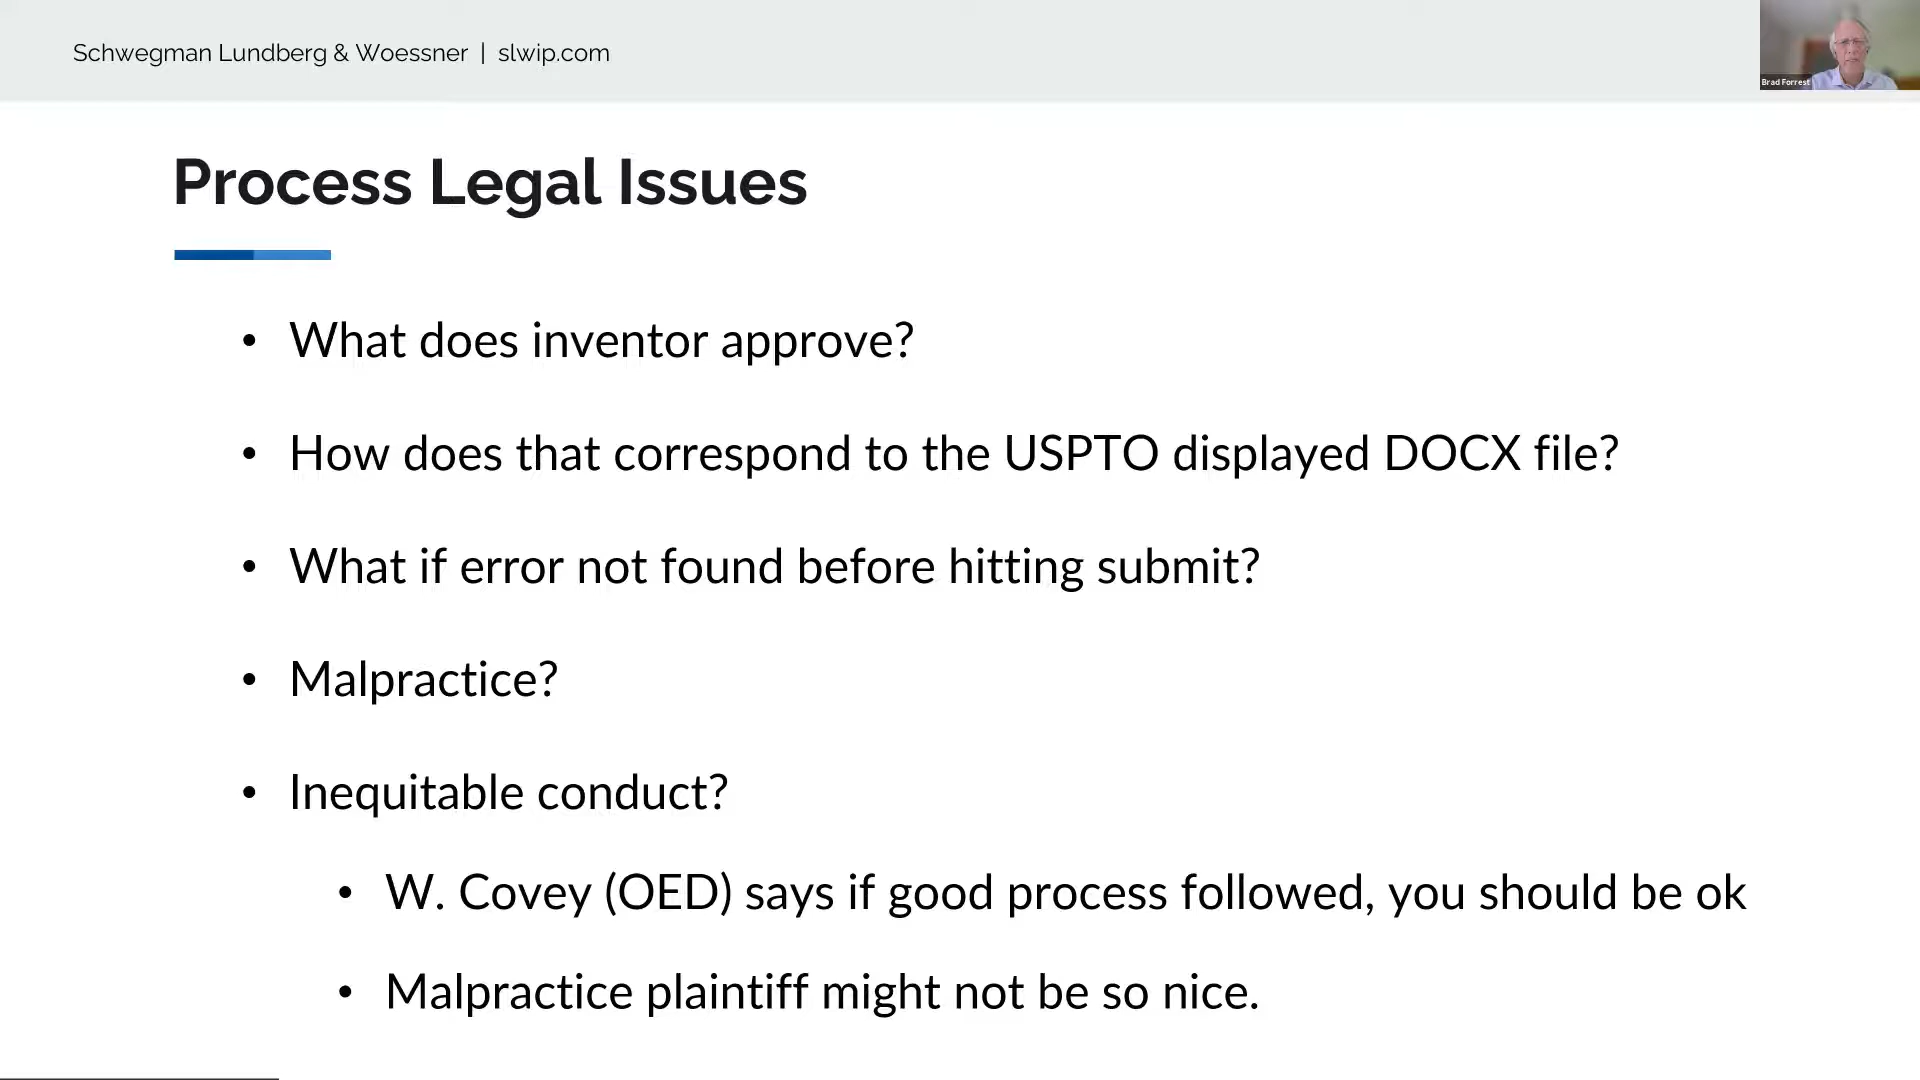 Schwegman Lundberg & Woessner | slwip.com
Brad Forrest
Process Legal Issues
• What does inventor approve?
• How does that correspond to the USPTO displayed DOCX file?
• What if error not found before hitting submit?
• Malpractice?
• Inequitable conduct?
• W. Covey (OED) says if good process followed, you should be ok
• Malpractice plaintiff might not be so nice.